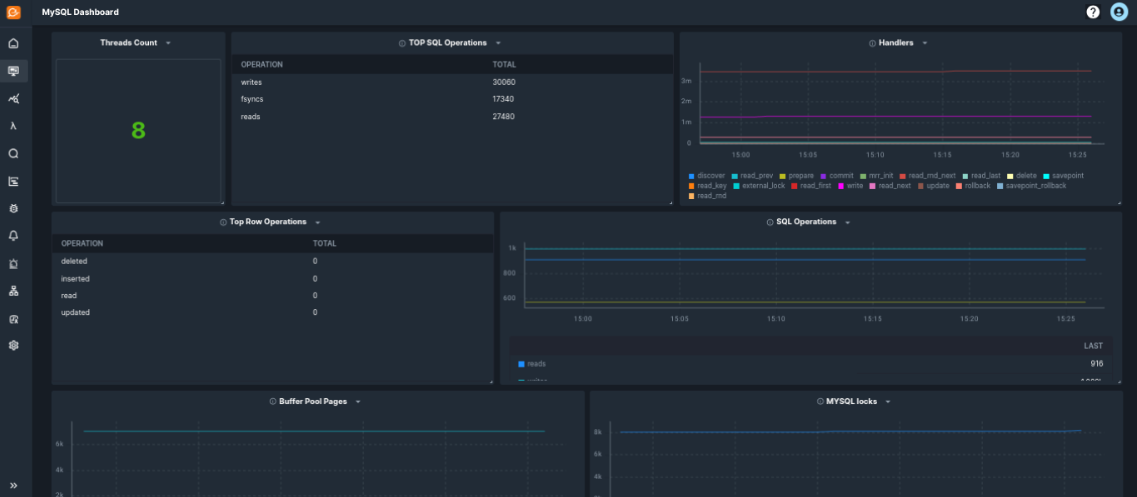 MySQL Dashboard
Threads Count
8
TOP SQL Operations
OPERATION TOTAL
writes 30060
fsyncs 17340
reads 27480
Handlers
3m
2m
1m
0
15:00 15:05 15:10 15:15 15:20 15:25
discover read_prev prepare commit mrr_init read_rnd_next read_last delete savepoint
read_key external_lock read_first write read_next update rollback savepoint_rollback
read_rnd
Top Row Operations
OPERATION TOTAL
deleted 0
inserted 0
read 0
updated 0
SQL Operations
1k
800
600
15:00 15:05 15:10 15:15 15:20 15:25
LAST
reads 916
Buffer Pool Pages
6k
4k
2k
MYSQL locks
8k
6k
4k